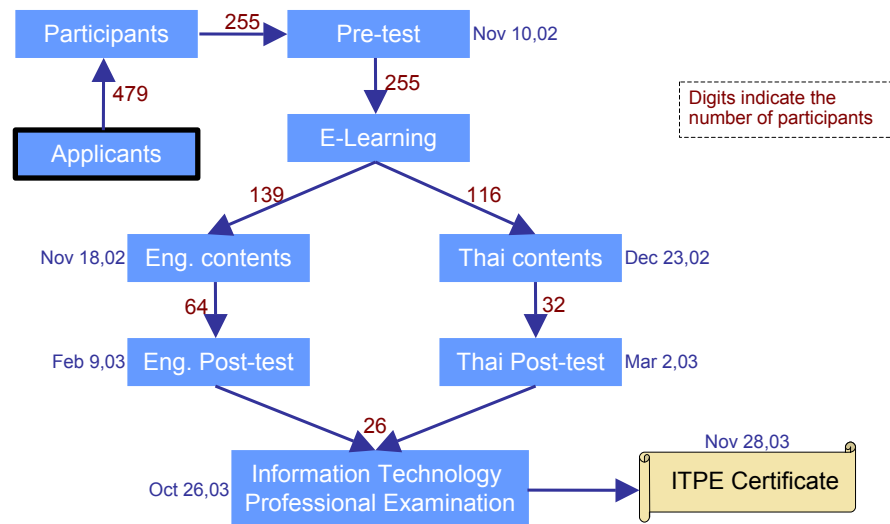 Participants
255
Pre-test
Nov 10,02
479
255
Digits indicate the
number of participants
Applicants
E-Learning
139
116
Nov 18,02
Eng. contents
Thai contents
Dec 23,02
64
32
Feb 9,03
Eng. Post-test
Thai Post-test
Mar 2,03
26
Nov 28,03
Oct 26,03
Information Technology
Professional Examination
ITPE Certificate